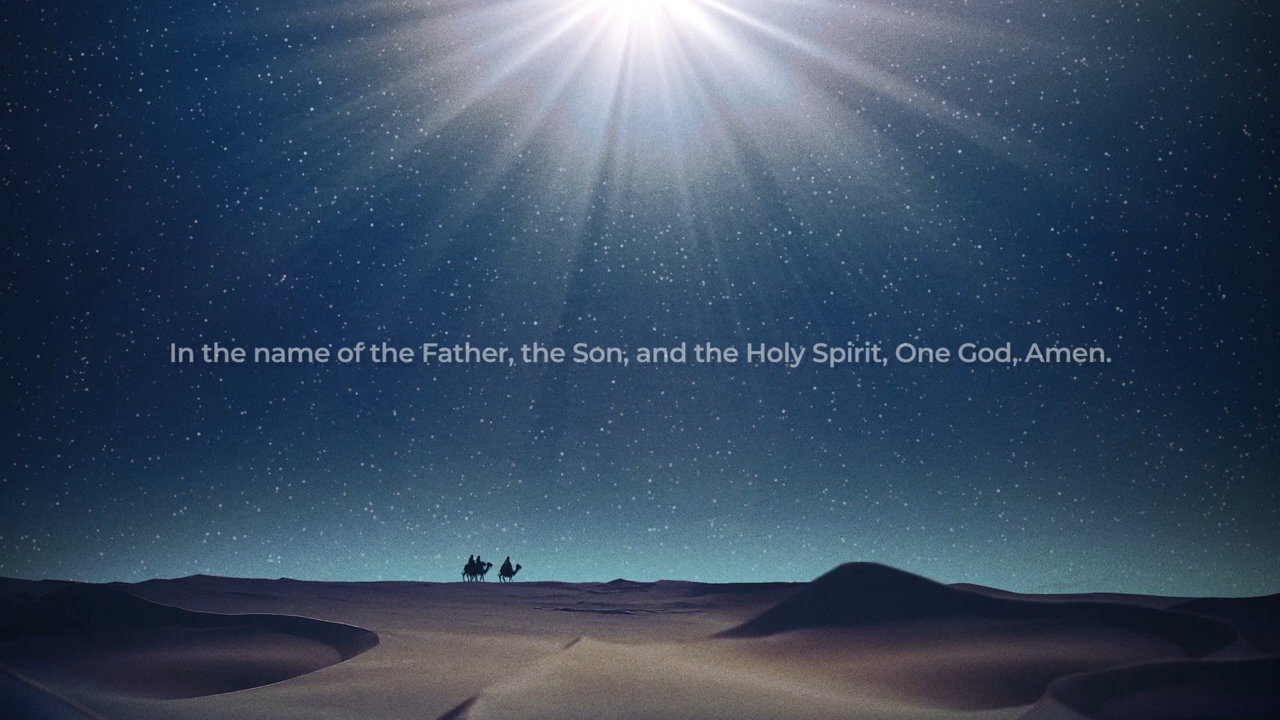 In the name of the Father, the Son, and the Holy Spirit, One God, Amen.